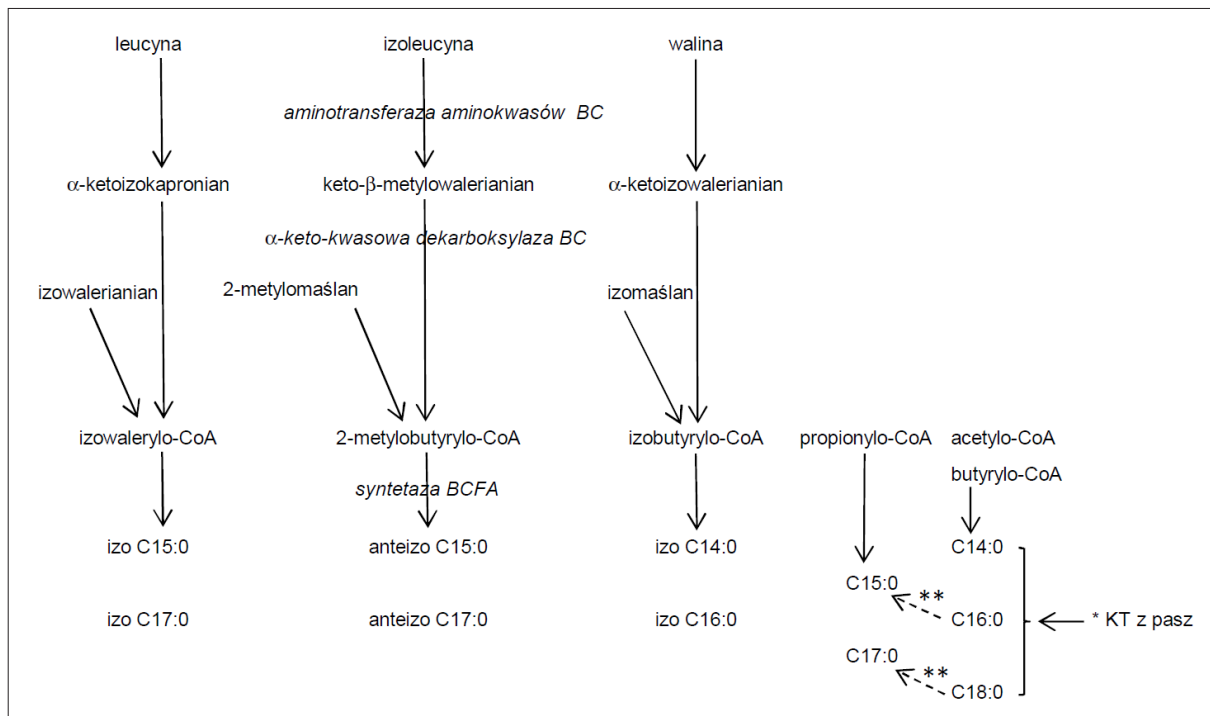 leucyna izoleucyna walina
aminotransferaza aminokwasów BC
α-ketoizokapronian keto-β-metylowalerianian α-ketoizowalerianian
α-keto-kwasowa dekarboksylaza BC
izowalerianian 2-metylomaślan izomaślan
izowalerylo-CoA 2-metylobutyrylo-CoA izobutyrylo-CoA propionylo-CoA acetylo-CoA
butyrylo-CoA
syntetaza BCFA
izo C15:0 anteizo C15:0 izo C14:0 C14:0
C15:0 **
izo C17:0 anteizo C17:0 izo C16:0 C16:0 * KT z pasz
C17:0 **
C18:0